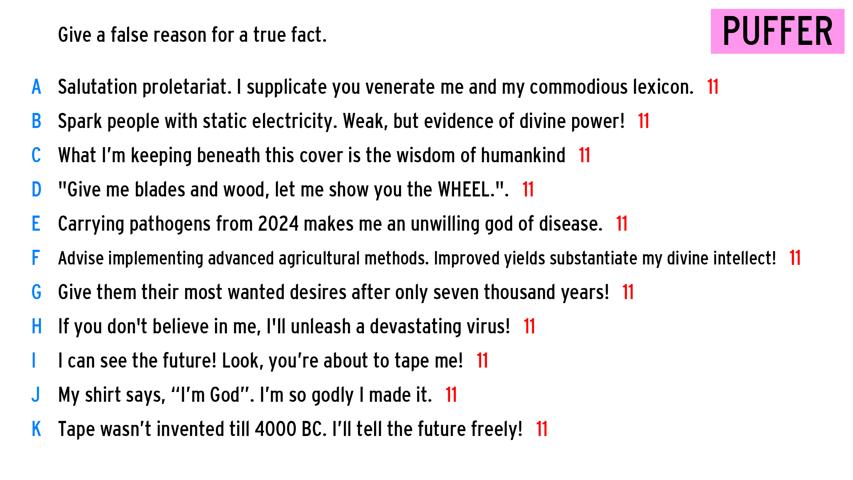 Give a false reason for a true fact.
PUFFER
A Salutation proletariat. I supplicate you venerate me and my commodious lexicon. 11
B Spark people with static electricity. Weak, but evidence of divine power! 11
C What I'm keeping beneath this cover is the wisdom of humankind 11
D "Give me blades and wood, let me show you the WHEEL.". 11
E Carrying pathogens from 2024 makes me an unwilling god of disease. 11
F Advise implementing advanced agricultural methods. Improved yields substantiate my divine intellect! 11
G Give them their most wanted desires after only seven thousand years! 11
H If you don't believe in me, I'll unleash a devastating virus! 11
I I can see the future! Look, you’re about to tape me! 11
J My shirt says, “I’m God”. I’m so godly I made it. 11
K Tape wasn’t invented till 4000 BC. I’ll tell the future freely! 11